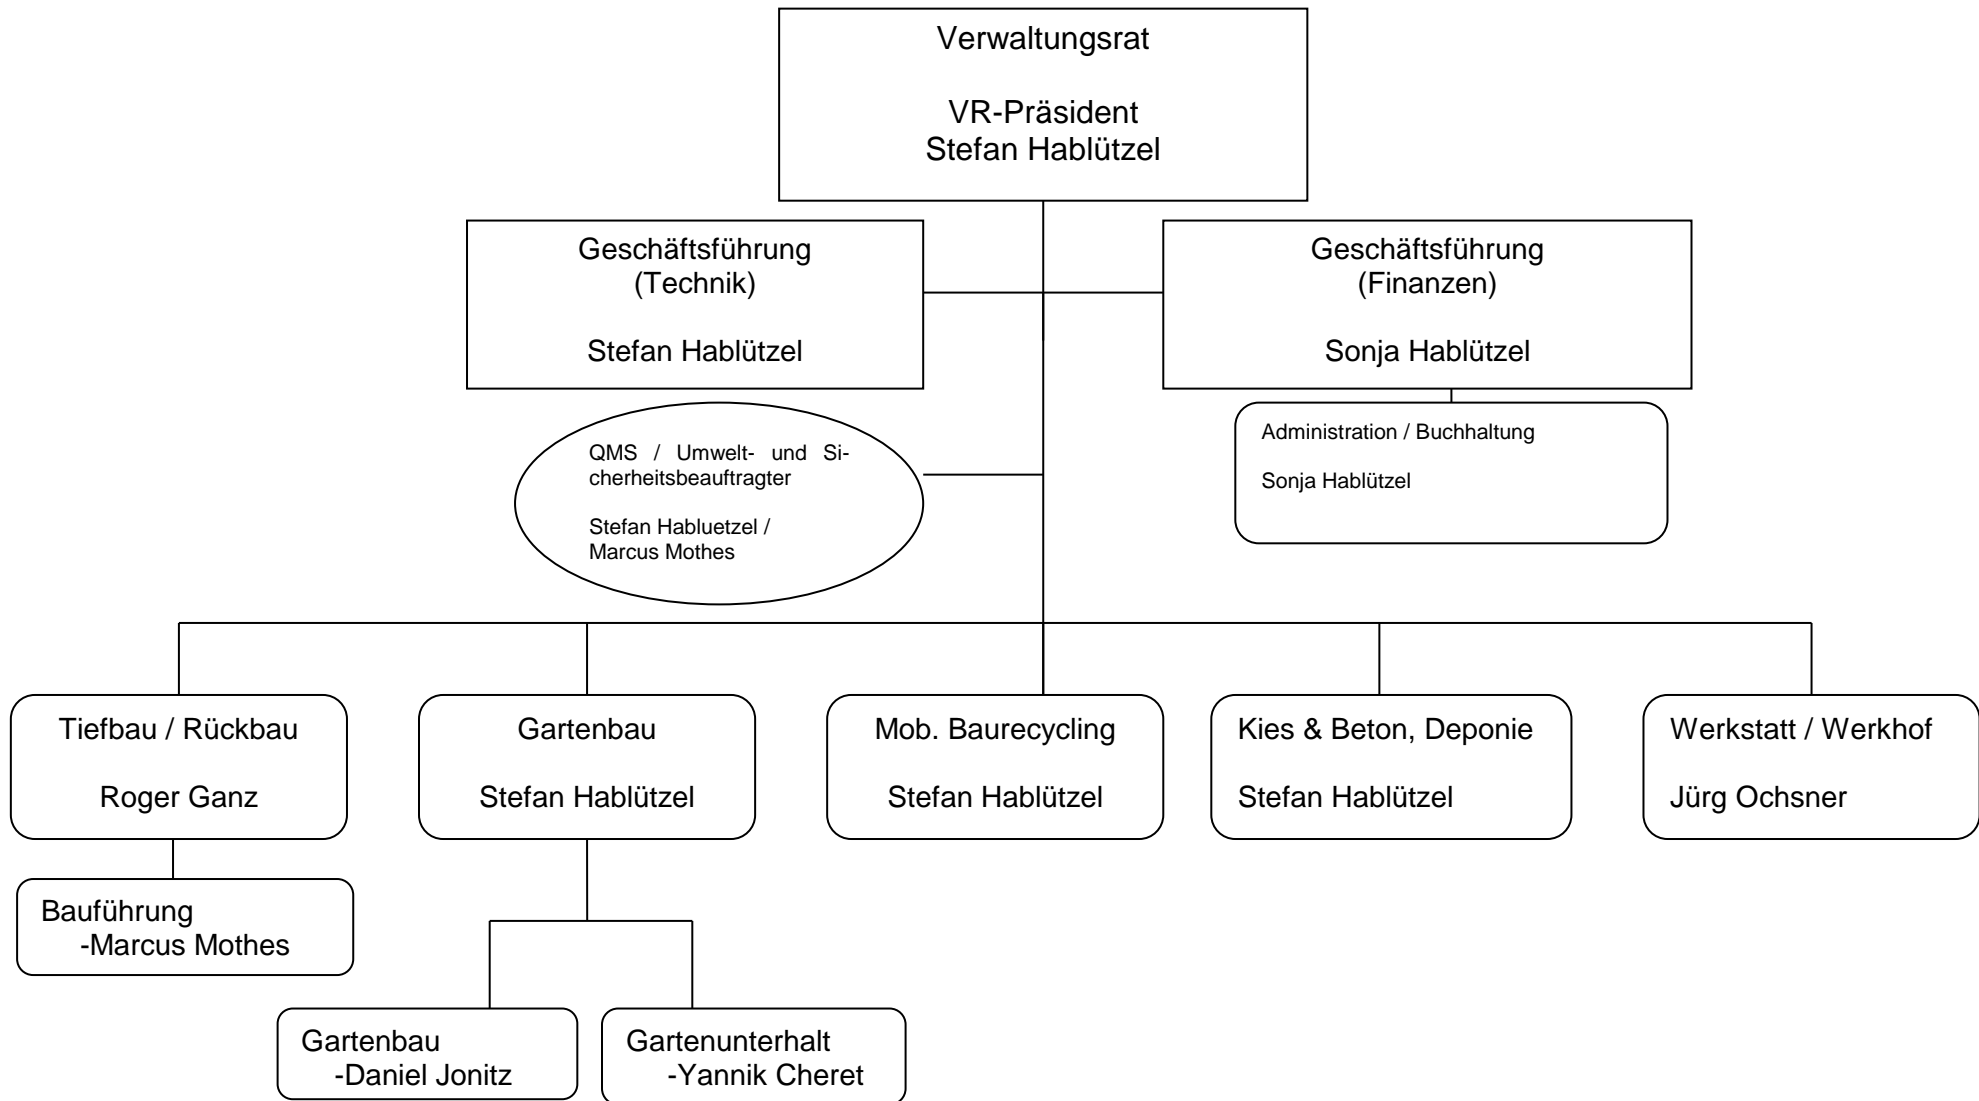 Verwaltungsrat
VR-Präsident
Stefan Hablützel
Geschäftsführung
(Technik)
Stefan Hablützel
Geschäftsführung
(Finanzen)
Sonja Hablützel
QMS / Umwelt- und Si-
cherheitsbeauftragter
Stefan Habluetzel /
Marcus Mothes
Administration / Buchhaltung
Sonja Hablützel
Tiefbau / Rückbau
Roger Ganz
Gartenbau
Stefan Hablützel
Mob. Baurecycling
Stefan Hablützel
Kies & Beton, Deponie
Stefan Hablützel
Werkstatt / Werkhof
Jürg Ochsner
Bauführung
-Marcus Mothes
Gartenbau
-Daniel Jonitz
Gartenunterhalt
-Yannik Cheret